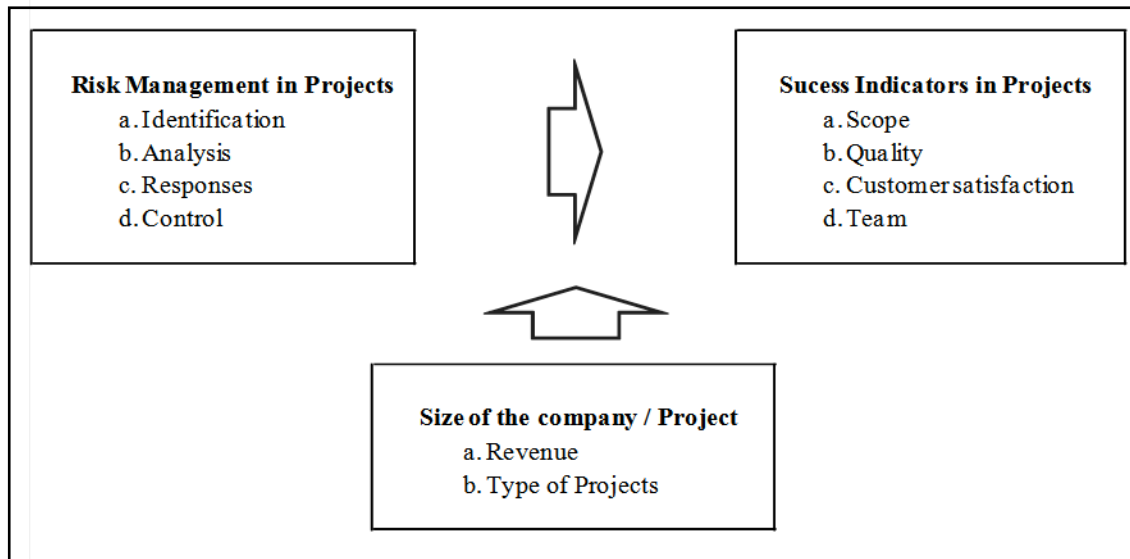 Risk Management in Projects
a. Identification
b. Analysis
c. Responses
d. Control
Sucess Indicators in Projects
a. Scope
b. Quality
c. Customer satisfaction
d. Team
Size of the company / Project
a. Revenue
b. Type of Projects